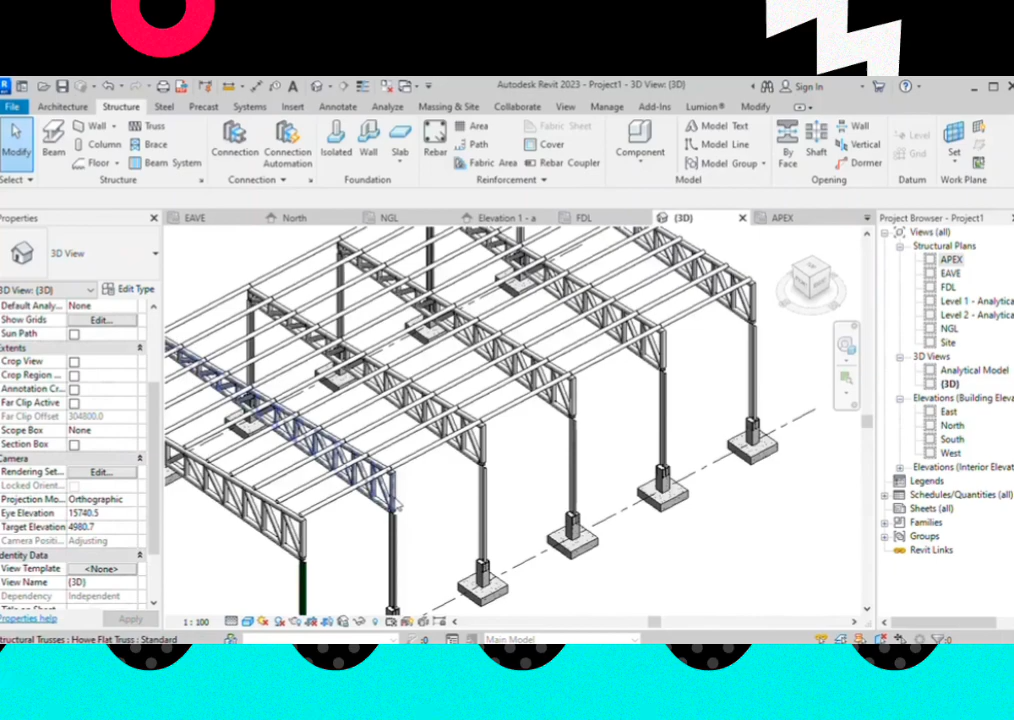 Autodesk Revit 2023 - Project1 - 3D View: {3D}
Sign In
File Architecture Structure Steel Precast Systems Insert Annotate Analyze Massing & Site Collaborate View Manage Add-Ins Lumion® Modify
Wall Truss Area Fabric Sheet Model Text Wall Level
Column Brace Path Cover Model Line Vertical Grid
Modify Beam Floor Beam System Connection Connection Automation Isolated Wall Slab Rebar Fabric Area Rebar Coupler Component Model Group By Face Shaft Dormer Set
Select Structure Connection Foundation Reinforcement Model Opening Datum Work Plane
Properties EAVE North NGL Elevation 1 - a FDL {3D} APEX Project Browser - Project1
3D View
3D View: {3D} Edit Type
Default Analy... None
Show Grids Edit...
Sun Path
Extents
Crop View
Crop Region ...
Annotation Cr...
Far Clip Active
Far Clip Offset 304800.0
Scope Box None
Section Box
Camera
Rendering Set... Edit...
Locked Orient...
Projection Mo... Orthographic
Eye Elevation 15740.5
Target Elevation 4980.7
Camera Positi... Adjusting
Identity Data
View Template <None>
View Name {3D}
Dependency Independent
Properties help Apply
Views (all)
Structural Plans
APEX
EAVE
FDL
Level 1 - Analytica
Level 2 - Analytica
NGL
Site
3D Views
Analytical Model
{3D}
Elevations (Building Eleva
East
North
South
West
Elevations (Interior Elevat
Legends
Schedules/Quantities (all)
Sheets (all)
Families
Groups
Revit Links
1 : 100
tructural Trusses : Howe Flat Truss : Standard :0 Main Model :0